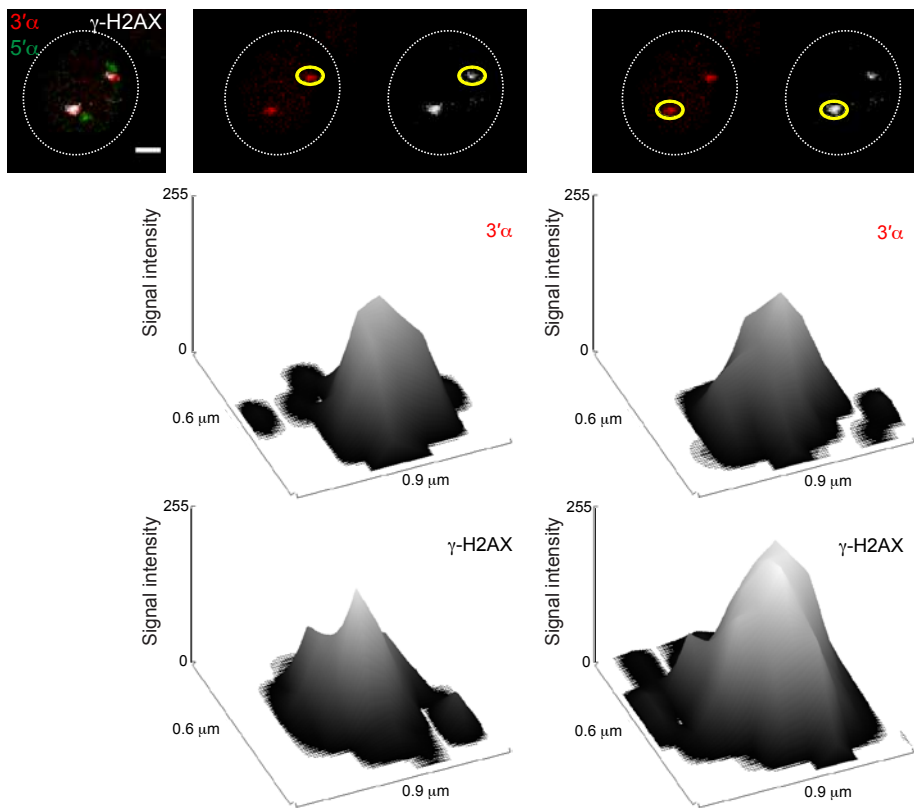 3′α γ-H2AX
5′α
255
Signal intensity
0
0.6 μm
0.9 μm
3′α
255
Signal intensity
0
0.6 μm
0.9 μm
3′α
255
Signal intensity
0
0.6 μm
0.9 μm
γ-H2AX
255
Signal intensity
0
0.6 μm
0.9 μm
γ-H2AX